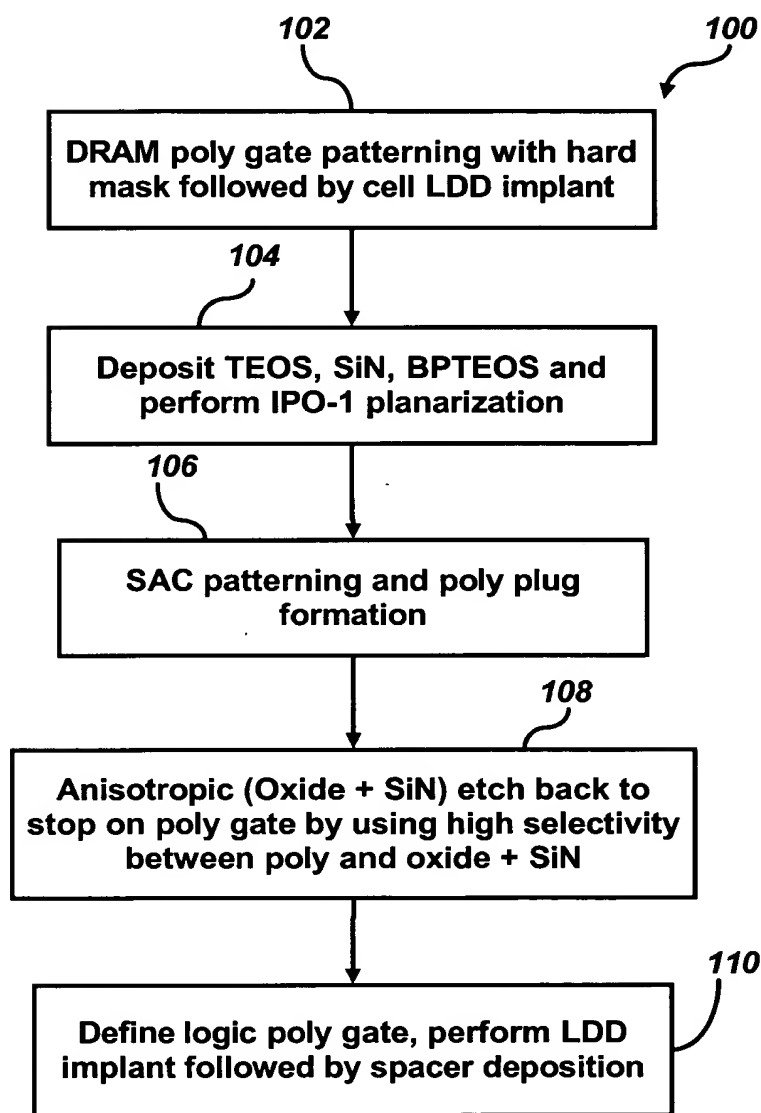 102
100
DRAM poly gate patterning with hard
mask followed by cell LDD implant
104
Deposit TEOS, SiN, BPTEOS and
perform IPO-1 planarization
106
SAC patterning and poly plug
formation
108
Anisotropic (Oxide + SiN) etch back to
stop on poly gate by using high selectivity
between poly and oxide + SiN
110
Define logic poly gate, perform LDD
implant followed by spacer deposition